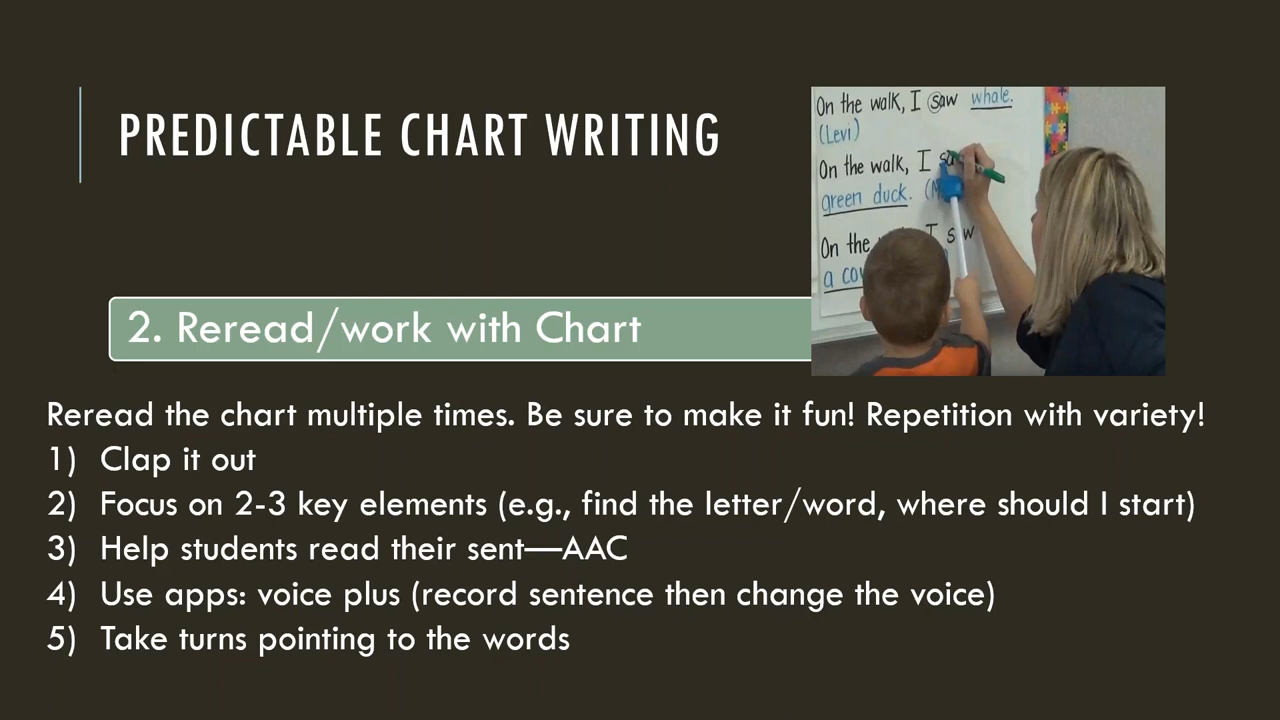 PREDICTABLE CHART WRITING
On the walk, I saw whale.
(Levi)
On the walk, I
green duck. (M
On the I saw
a cow
2. Reread/work with Chart
Reread the chart multiple times. Be sure to make it fun! Repetition with variety!
1) Clap it out
2) Focus on 2-3 key elements (e.g., find the letter/word, where should I start)
3) Help students read their sent—AAC
4) Use apps: voice plus (record sentence then change the voice)
5) Take turns pointing to the words